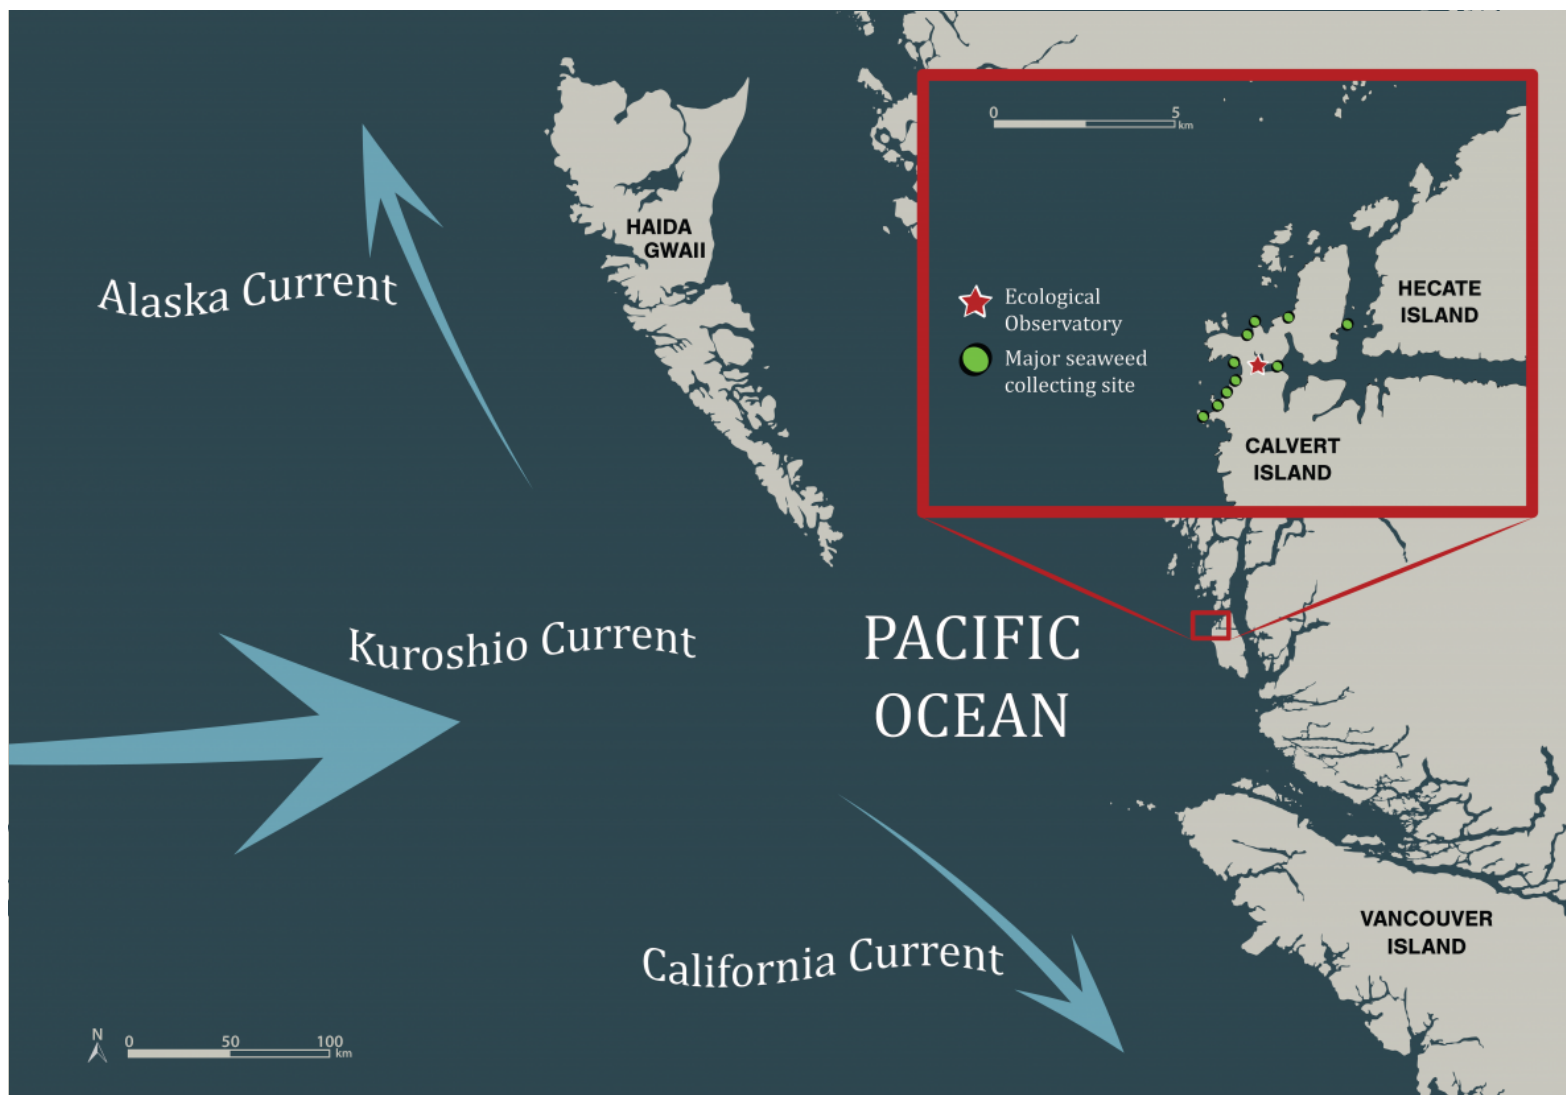 0 5
km
HAIDA
GWAII
Alaska Current
Ecological
Observatory
Major seaweed
collecting site
HECATE
ISLAND
CALVERT
ISLAND
Kuroshio Current
PACIFIC
OCEAN
VANCOUVER
ISLAND
California Current
N
0 50 100
km